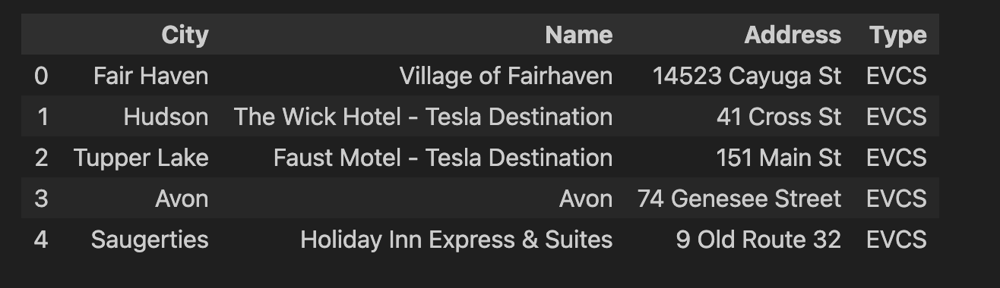 City Name Address Type
0 Fair Haven Village of Fairhaven 14523 Cayuga St EVCS
1 Hudson The Wick Hotel - Tesla Destination 41 Cross St EVCS
2 Tupper Lake Faust Motel - Tesla Destination 151 Main St EVCS
3 Avon Avon 74 Genesee Street EVCS
4 Saugerties Holiday Inn Express & Suites 9 Old Route 32 EVCS